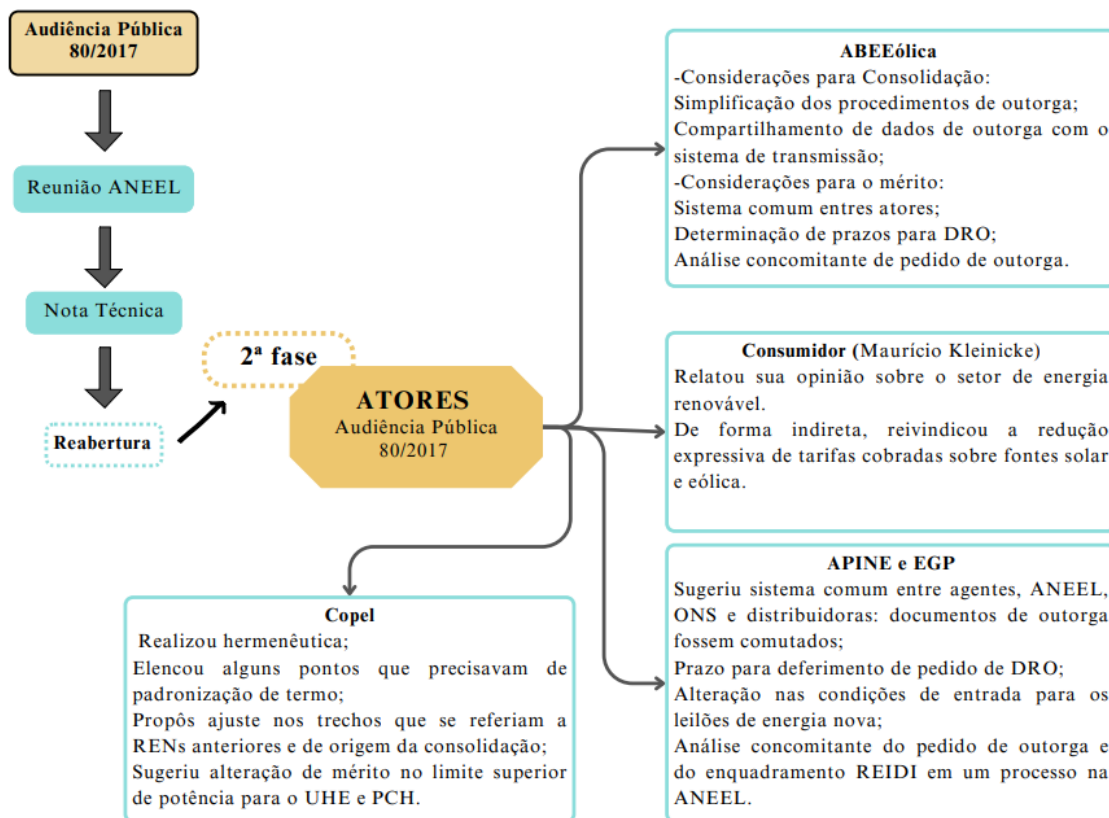 Audiência Pública
80/2017
Reunião ANEEL
Nota Técnica
Reabertura
2ª fase
ATORES
Audiência Pública
80/2017
ABEEólica
-Considerações para Consolidação:
Simplificação dos procedimentos de outorga;
Compartilhamento de dados de outorga com o
sistema de transmissão;
-Considerações para o mérito:
Sistema comum entres atores;
Determinação de prazos para DRO;
Análise concomitante de pedido de outorga.
Consumidor (Maurício Kleinicke)
Relatou sua opinião sobre o setor de energia
renovável.
De forma indireta, reivindicou a redução
expressiva de tarifas cobradas sobre fontes solar
e eólica.
APINE e EGP
Sugeriu sistema comum entre agentes, ANEEL,
ONS e distribuidoras: documentos de outorga
fossem comutados;
Prazo para deferimento de pedido de DRO;
Alteração nas condições de entrada para os
leilões de energia nova;
Análise concomitante do pedido de outorga e
do enquadramento REIDI em um processo na
ANEEL.
Copel
Realizou hermenêutica;
Elencou alguns pontos que precisavam de
padronização de termo;
Propôs ajuste nos trechos que se referiam a
RENs anteriores e de origem da consolidação;
Sugeriu alteração de mérito no limite superior
de potência para o UHE e PCH.